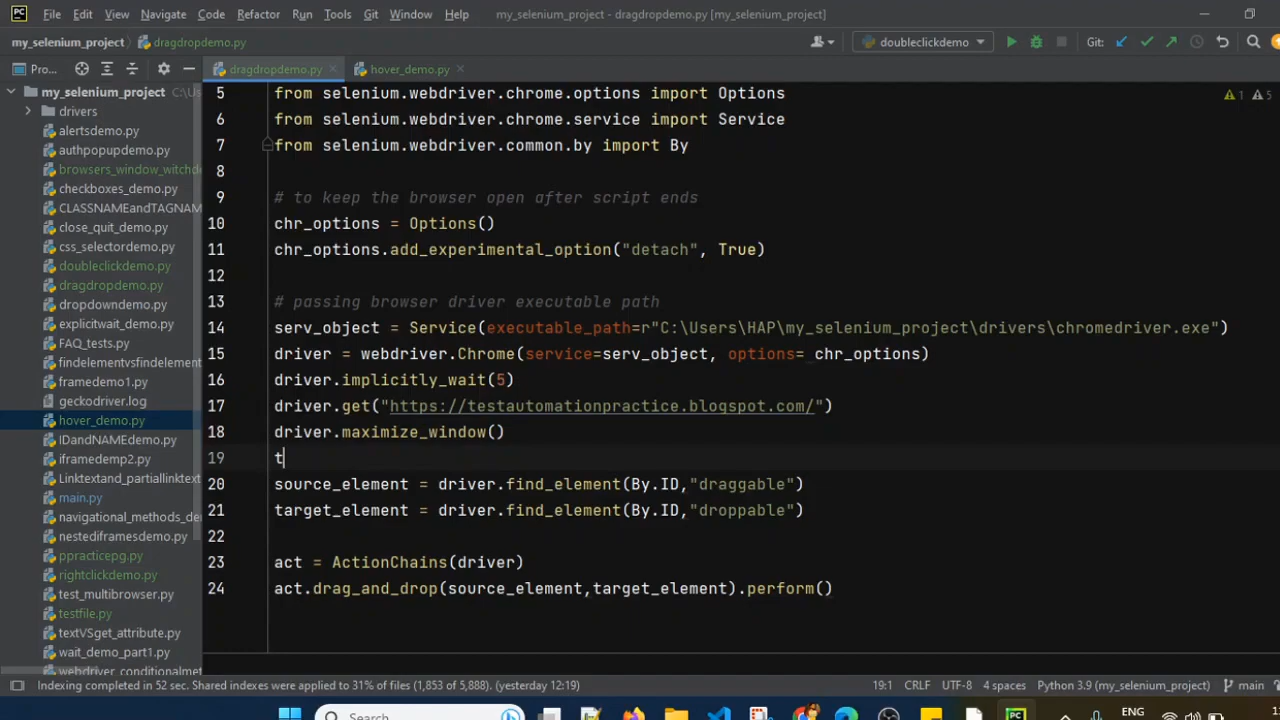 PC File Edit View Navigate Code Refactor Run Tools Git Window Help my_selenium_project - dragdropdemo.py [my_selenium_project]
my_selenium_project dragdropdemo.py doubleclickdemo Git:
Pro... dragdropdemo.py hover_demo.py
my_selenium_project C:\Us
drivers
alertsdemo.py
authpopupdemo.py
browsers_window_witchde
checkboxes_demo.py
CLASSNAMEandTAGNAM
close_quit_demo.py
css_selectordemo.py
doubleclickdemo.py
dragdropdemo.py
dropdowndemo.py
explicitwait_demo.py
FAQ_tests.py
findelementvsfindelement
framedemo1.py
geckodriver.log
hover_demo.py
IDandNAMEdemo.py
iframedemp2.py
Linktextand_partiallinktext
main.py
navigational_methods_de
nestediframesdemo.py
ppracticepg.py
rightclickdemo.py
test_multibrowser.py
testfile.py
textVSget_attribute.py
wait_demo_part1.py
webdriver_conditionalmet
5 from selenium.webdriver.chrome.options import Options
6 from selenium.webdriver.chrome.service import Service
7 from selenium.webdriver.common.by import By
8
9 # to keep the browser open after script ends
10 chr_options = Options()
11 chr_options.add_experimental_option("detach", True)
12
13 # passing browser driver executable path
14 serv_object = Service(executable_path=r"C:\Users\HAP\my_selenium_project\drivers\chromedriver.exe")
15 driver = webdriver.Chrome(service=serv_object, options= chr_options)
16 driver.implicitly_wait(5)
17 driver.get("https://testautomationpractice.blogspot.com/")
18 driver.maximize_window()
19 t
20 source_element = driver.find_element(By.ID,"draggable")
21 target_element = driver.find_element(By.ID,"droppable")
22
23 act = ActionChains(driver)
24 act.drag_and_drop(source_element,target_element).perform()
1 5
Indexing completed in 52 sec. Shared indexes were applied to 31% of files (1,853 of 5,888). (yesterday 12:19) 19:1 CRLF UTF-8 4 spaces Python 3.9 (my_selenium_project) main
Search PC ENG